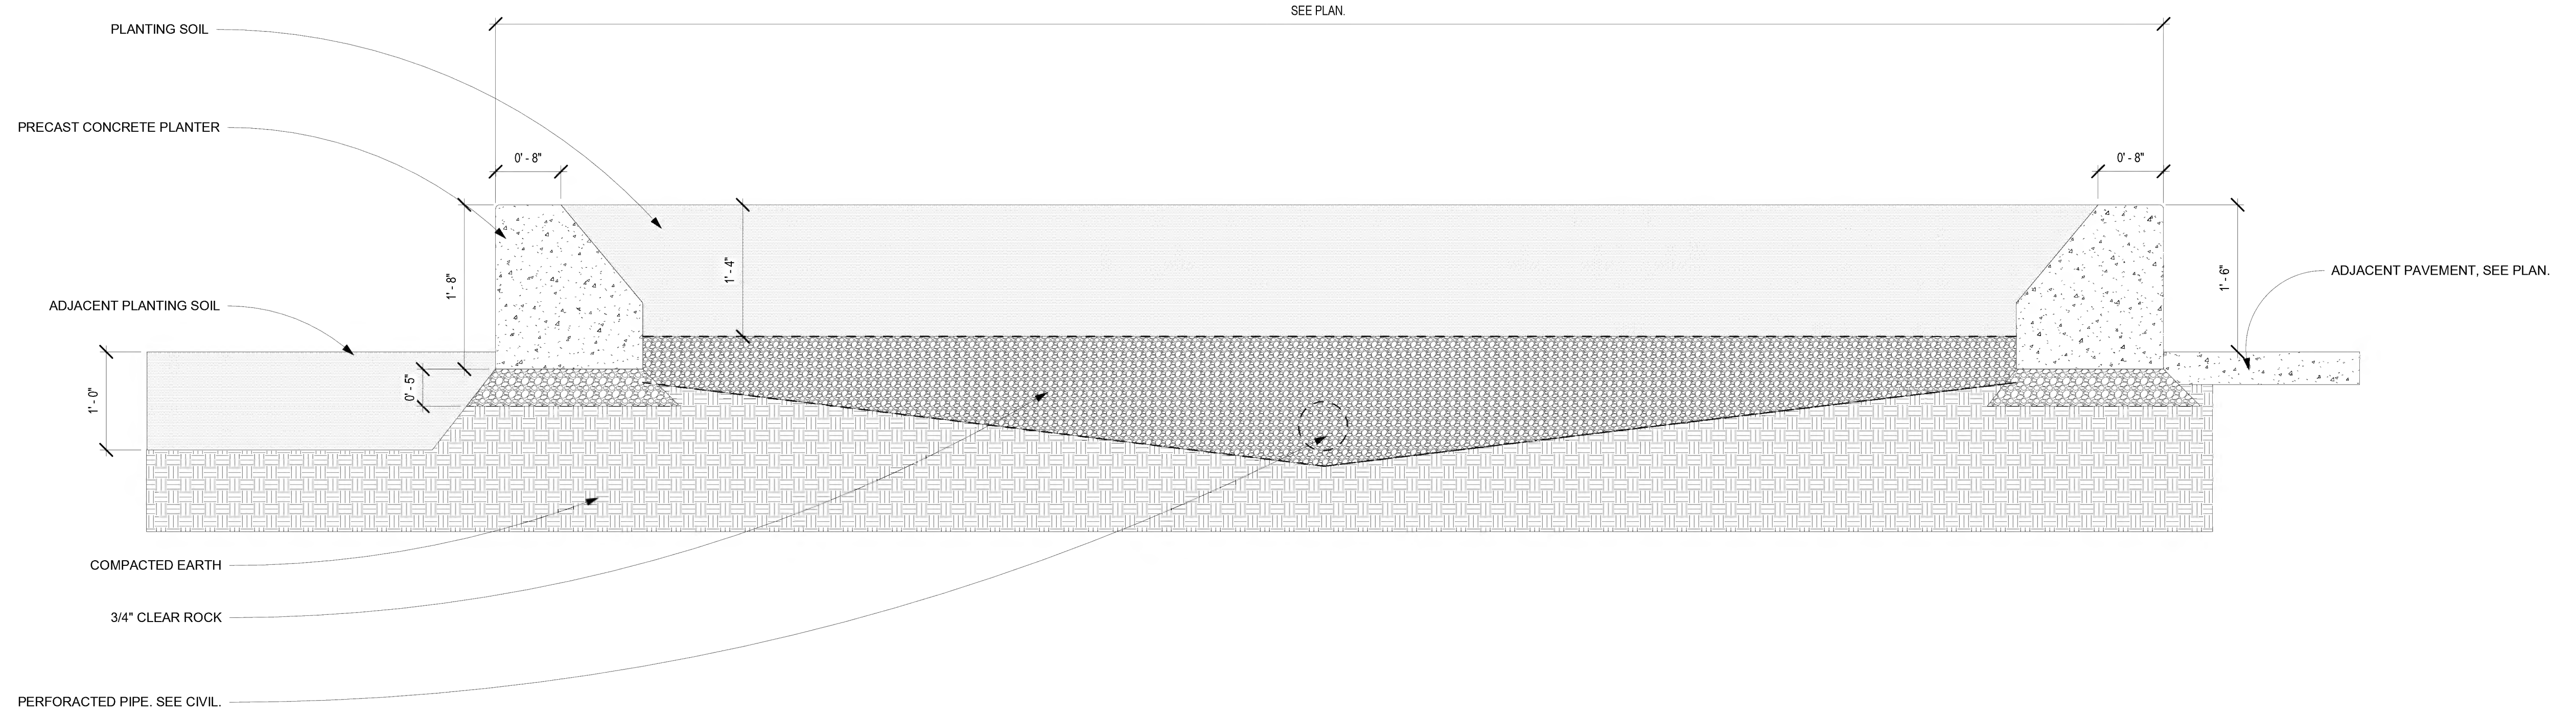 SEE PLAN.
PLANTING SOIL
PRECAST CONCRETE PLANTER
0' - 8"
0' - 8"
1' - 8"
1' - 4"
1' - 6"
ADJACENT PAVEMENT, SEE PLAN.
ADJACENT PLANTING SOIL
0' - 5"
1' - 0"
COMPACTED EARTH
3/4" CLEAR ROCK
PERFORACTED PIPE. SEE CIVIL.